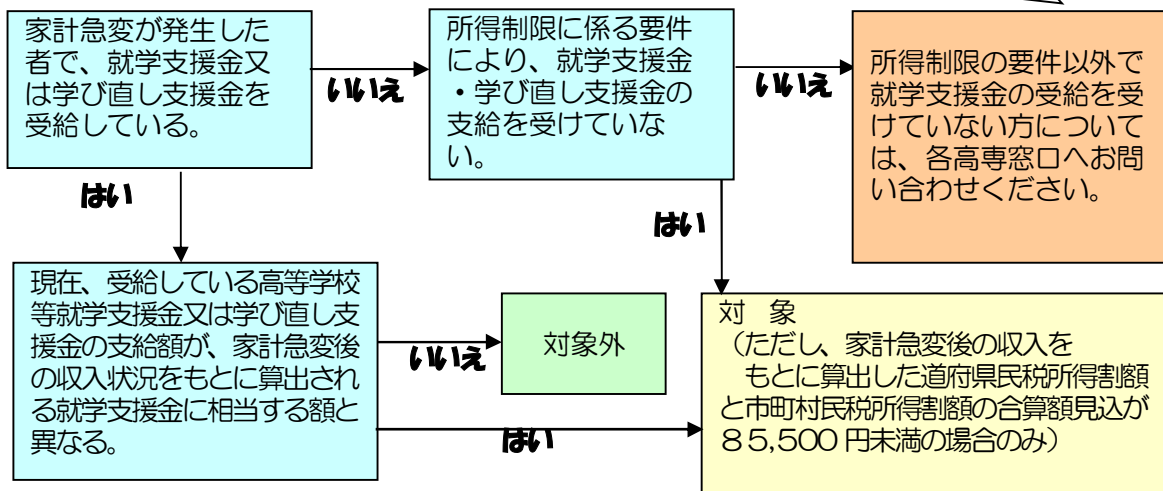 家計急変が発生した
者で、就学支援金又
は学び直し支援金を
受給している。
いいえ
所得制限に係る要件
により、就学支援金
・学び直し支援金の
支給を受けていな
い。
いいえ
所得制限の要件以外で
就学支援金の受給を受
けていない方について
は、各高専窓口へお問
い合わせください。
はい
はい
現在、受給している高等学校
等就学支援金又は学び直し支
援金の支給額が、家計急変後
の収入状況をもとに算出され
る就学支援金に相当する額と
異なる。
いいえ
対象外
はい
対　象
（ただし、家計急変後の収入を
もとに算出した道府県民税所得割額
と市町村民税所得割額の合算額見込が
８５,５００円未満の場合のみ）